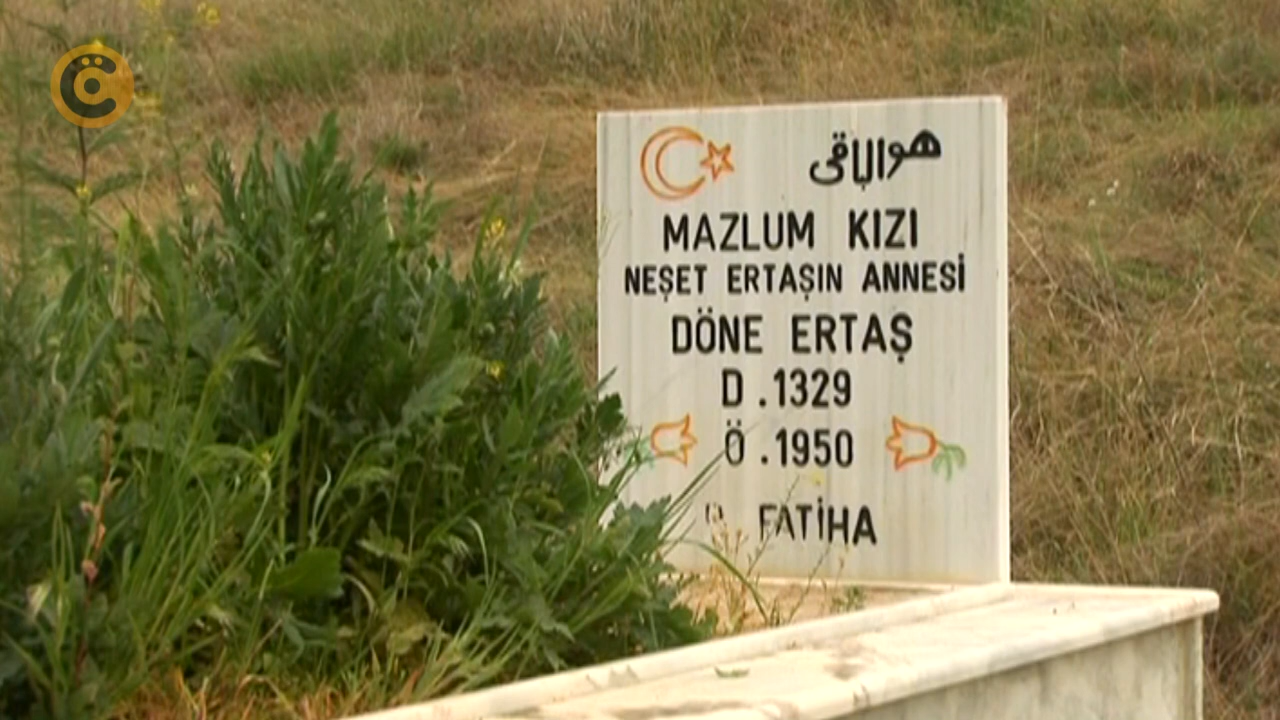 هوالباقی
MAZLUM KIZI
NEŞET ERTAŞIN ANNESİ
DÖNE ERTAŞ
D.1329
Ö.1950
FATİHA